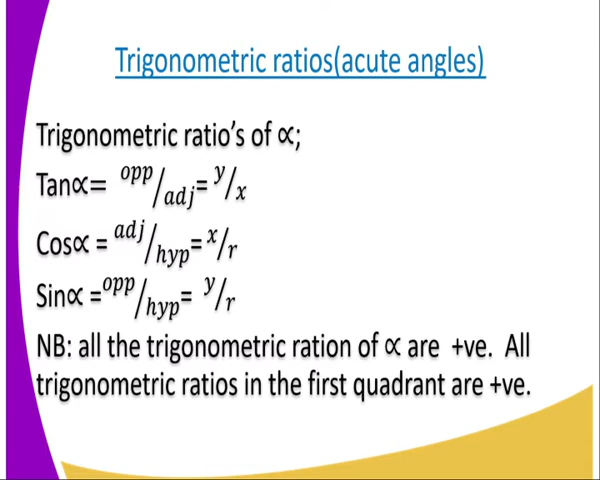 Trigonometric ratios(acute angles)
Trigonometric ratio's of ∝;
Tan∝= opp/adj= y/x
Cos∝ = adj/hyp= x/r
Sin∝ =opp/hyp= y/r
NB: all the trigonometric ration of ∝ are +ve. All
trigonometric ratios in the first quadrant are +ve.